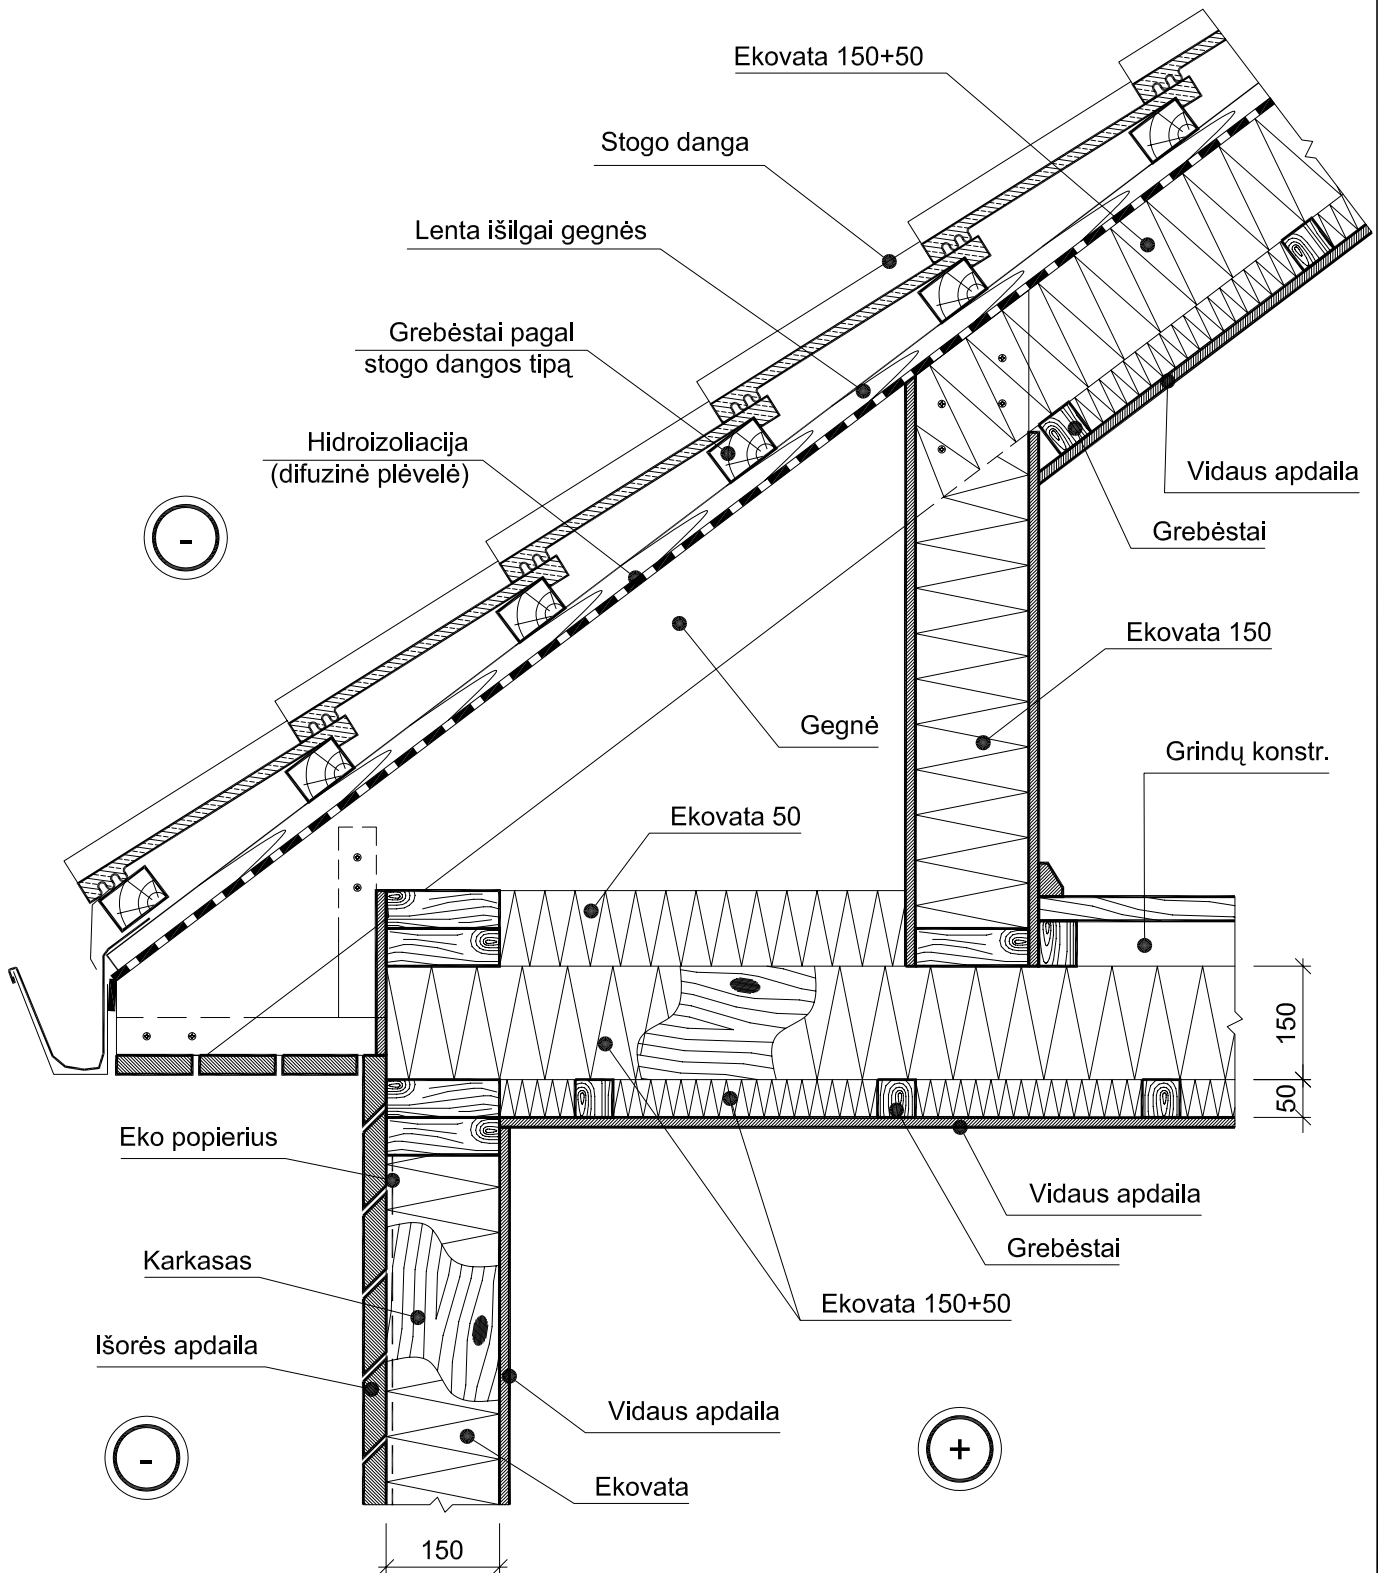 Ekovata 150+50
Stogo danga
Lenta išilgai gegnės
Grebėstai pagal
stogo dangos tipą
Hidroizoliacija
(difuzinė plėvelė)
-
Vidaus apdaila
Grebėstai
Ekovata 150
Gegnė
Grindų konstr.
Ekovata 50
150
50
Eko popierius
Vidaus apdaila
Grebėstai
Karkasas
Ekovata 150+50
Išorės apdaila
Vidaus apdaila
-
+
Ekovata
150